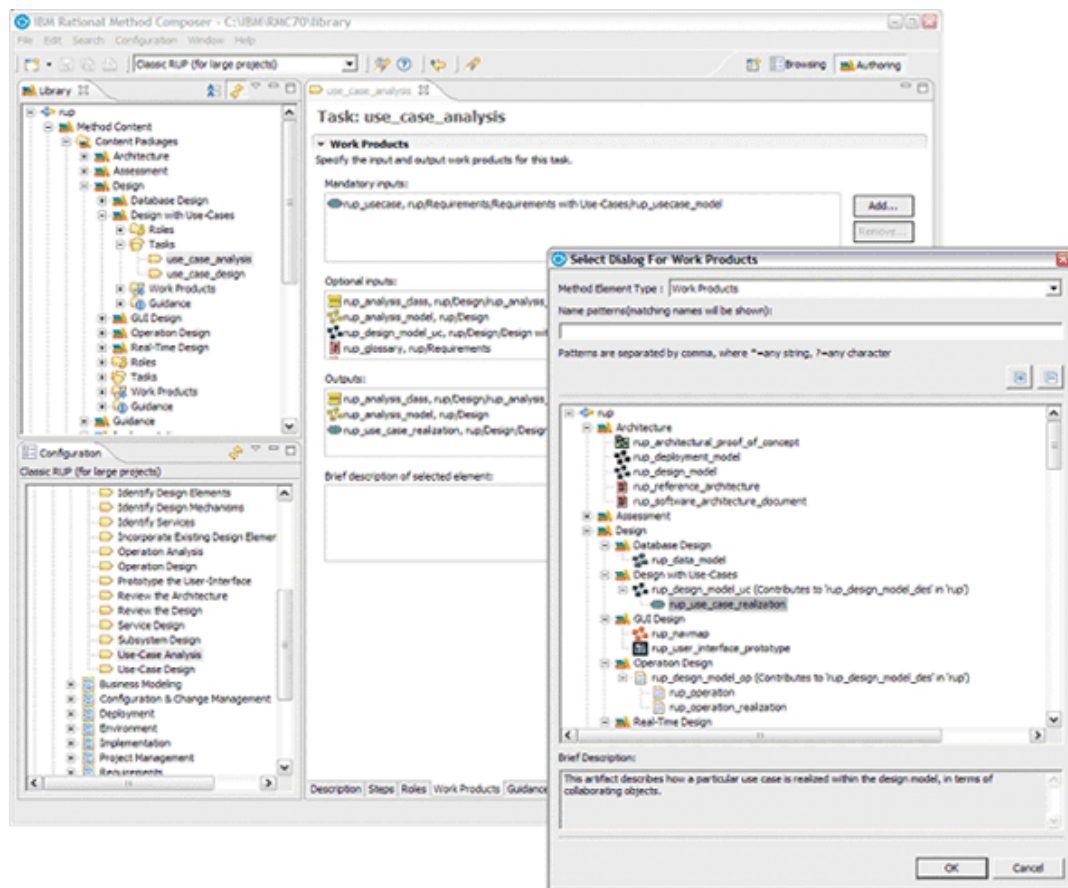 IBM Rational Method Composer - C:\IBM\RMC70\library
File Edit Search Configuration Window Help
Classic RUP (for large projects)
Browsing
Authoring
Library
rup
Method Content
Content Packages
Architecture
Assessment
Design
Database Design
Design with Use-Cases
Roles
Tasks
use_case_analysis
use_case_design
Work Products
Guidance
GUI Design
Operation Design
Real-Time Design
Roles
Tasks
Work Products
Guidance
Guidance
Configuration
Classic RUP (for large projects)
Identify Design Elements
Identify Design Mechanisms
Identify Services
Incorporate Existing Design Elemer
Operation Analysis
Operation Design
Prototype the User-Interface
Review the Architecture
Review the Design
Service Design
Subsystem Design
Use-Case Analysis
Use-Case Design
Business Modeling
Configuration & Change Management
Deployment
Environment
Implementation
Project Management
Requirements
use_case_analysis
Task: use_case_analysis
Work Products
Specify the input and output work products for this task.
Mandatory inputs:
rup_usecase, rup/Requirements/Requirements with Use-Cases/rup_usecase_model
Add...
Remove...
Optional inputs:
rup_analysis_class, rup/Design/rup_analysis_
rup_analysis_model, rup/Design
rup_design_model_uc, rup/Design/Design wit
rup_glossary, rup/Requirements
Outputs:
rup_analysis_class, rup/Design/rup_analysis_
rup_analysis_model, rup/Design
rup_use_case_realization, rup/Design/Design
Brief description of selected element:
Description Steps Roles Work Products Guidance
Select Dialog For Work Products
Method Element Type : Work Products
Name patterns(matching names will be shown):
Patterns are separated by comma, where *=any string, ?=any character
rup
Architecture
rup_architectural_proof_of_concept
rup_deployment_model
rup_design_model
rup_reference_architecture
rup_software_architecture_document
Assessment
Design
Database Design
rup_data_model
Design with Use-Cases
rup_design_model_uc (Contributes to 'rup_design_model_des' in 'rup')
rup_use_case_realization
GUI Design
rup_navmap
rup_user_interface_prototype
Operation Design
rup_design_model_op (Contributes to 'rup_design_model_des' in 'rup')
rup_operation
rup_operation_realization
Real-Time Design
Brief Description:
This artifact describes how a particular use case is realized within the design model, in terms of
collaborating objects.
OK
Cancel